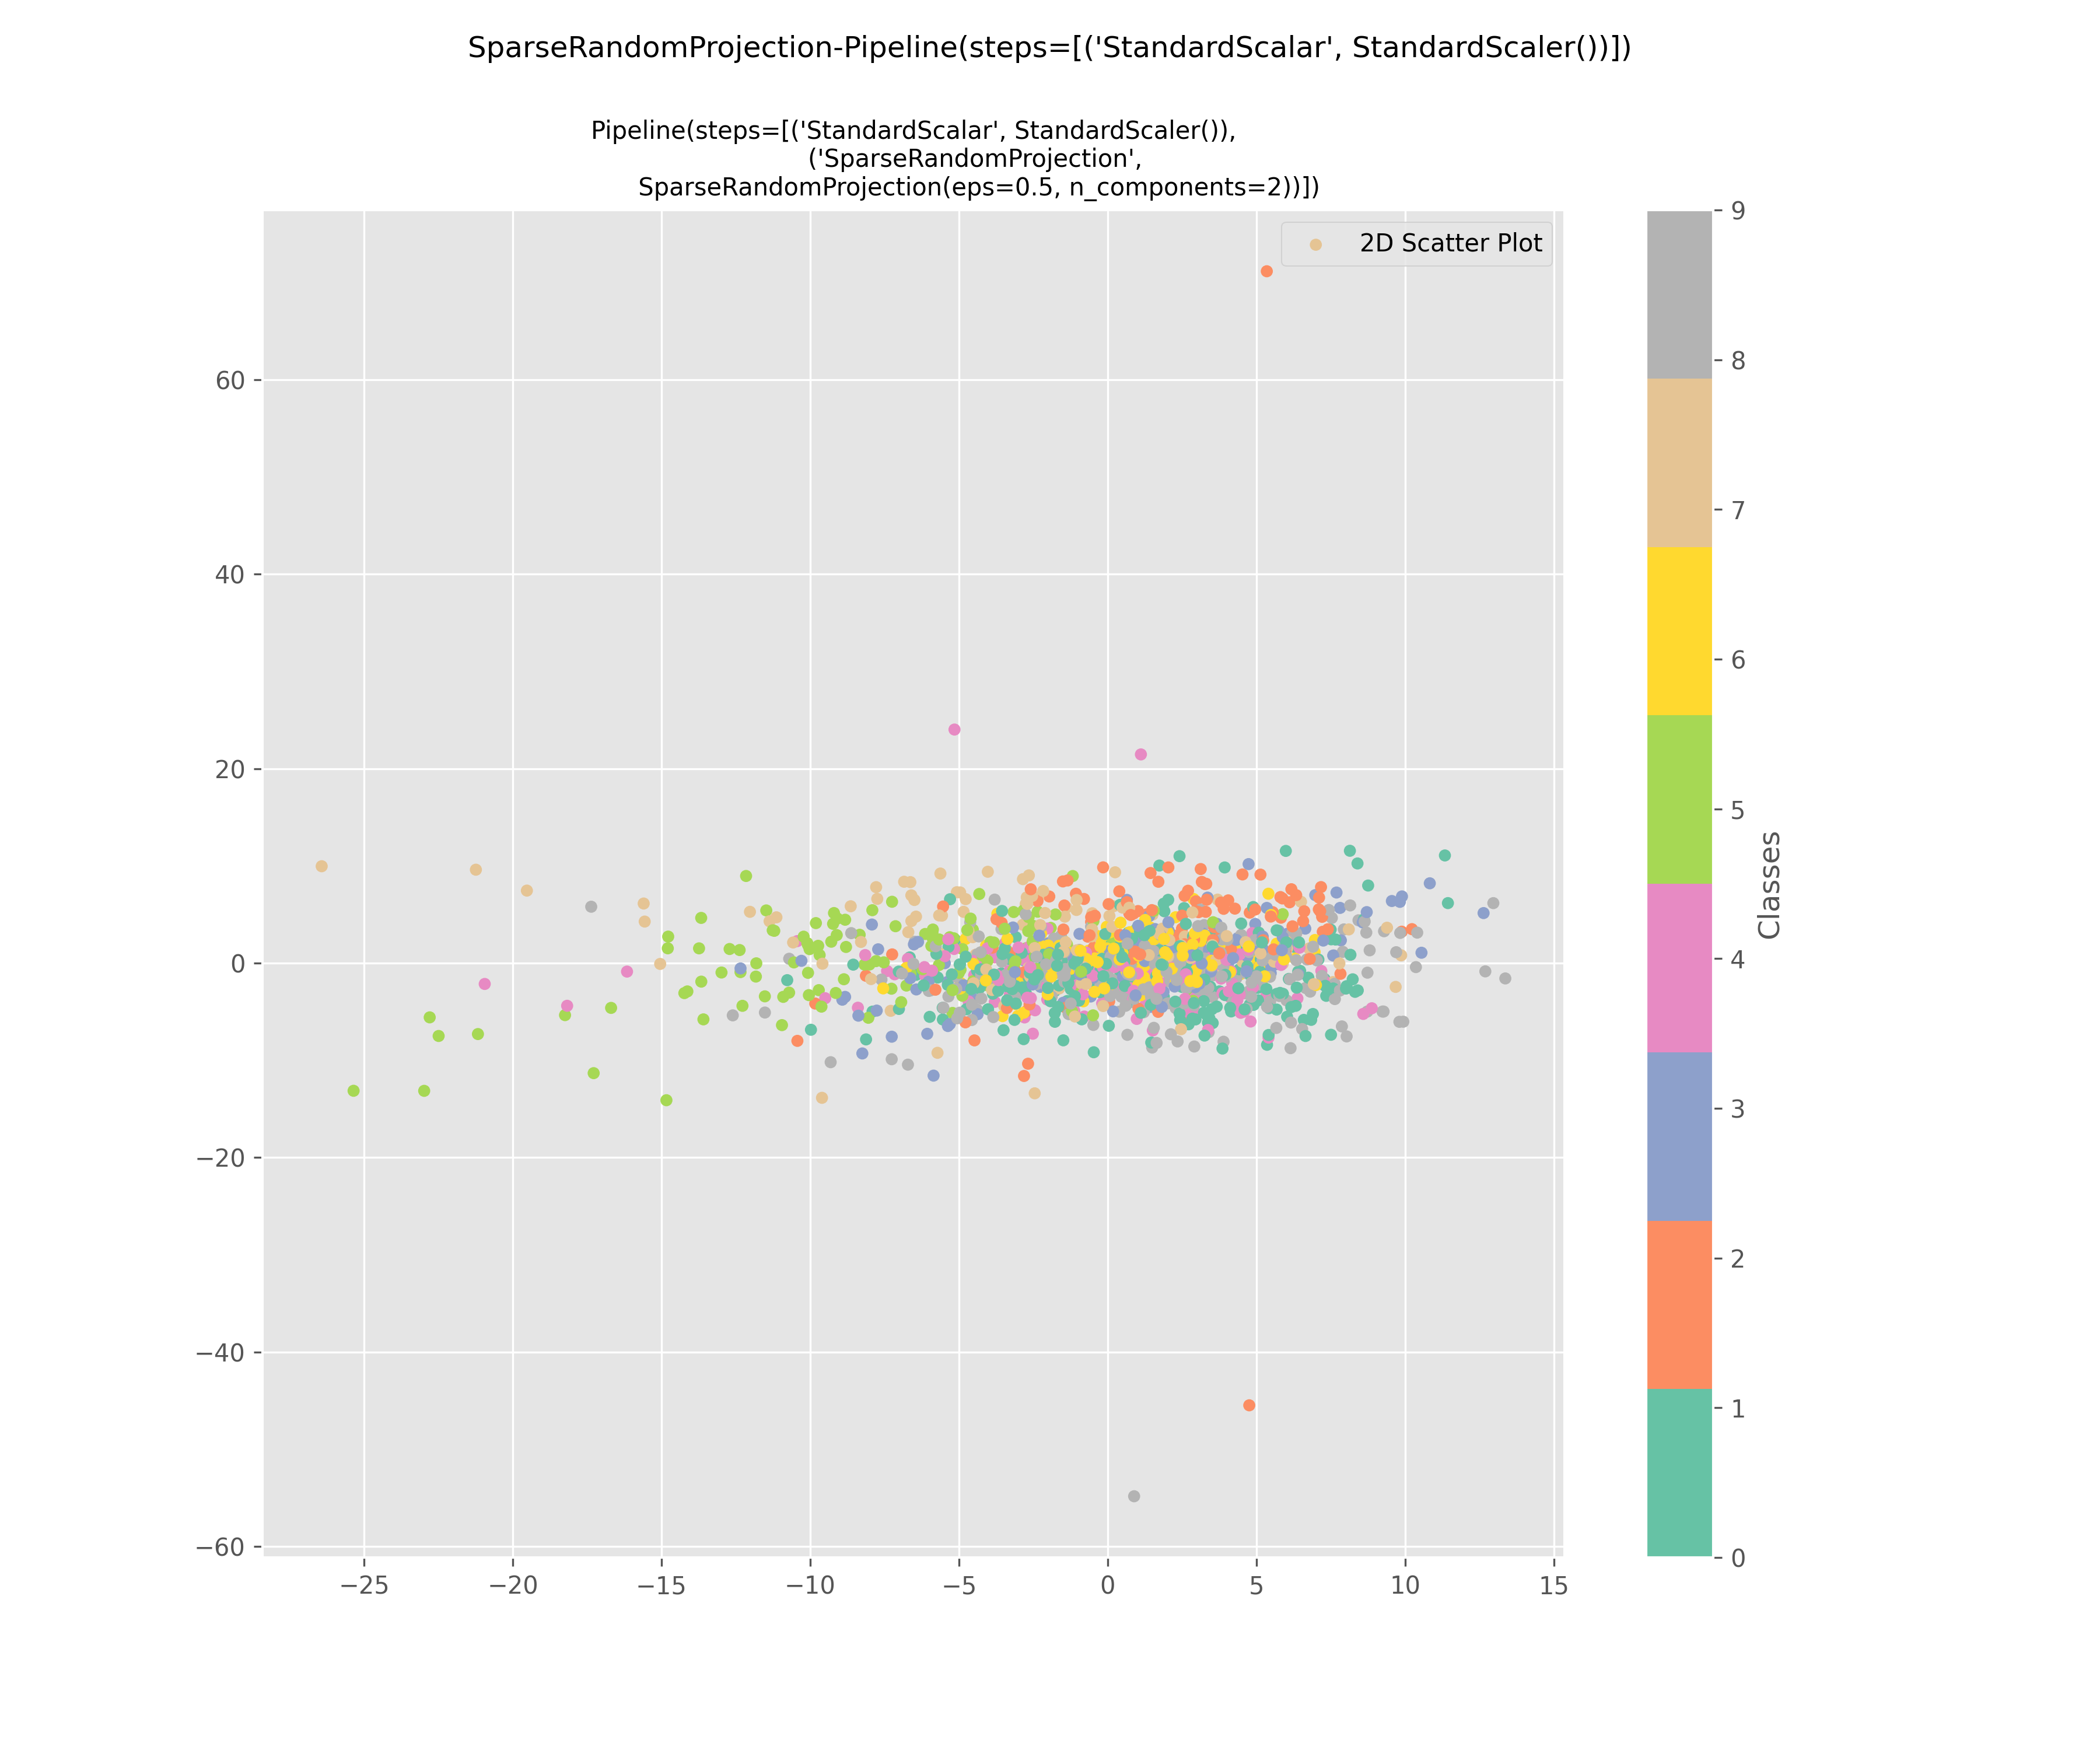 SparseRandomProjection-Pipeline(steps=[('StandardScalar', StandardScaler())])
Pipeline(steps=[('StandardScalar', StandardScaler()),
('SparseRandomProjection',
SparseRandomProjection(eps=0.5, n_components=2))])
2D Scatter Plot
60
40
20
0
−20
−40
−60
−25 −20 −15 −10 −5 0 5 10 15
9
8
7
6
5
4
3
2
1
0
Classes